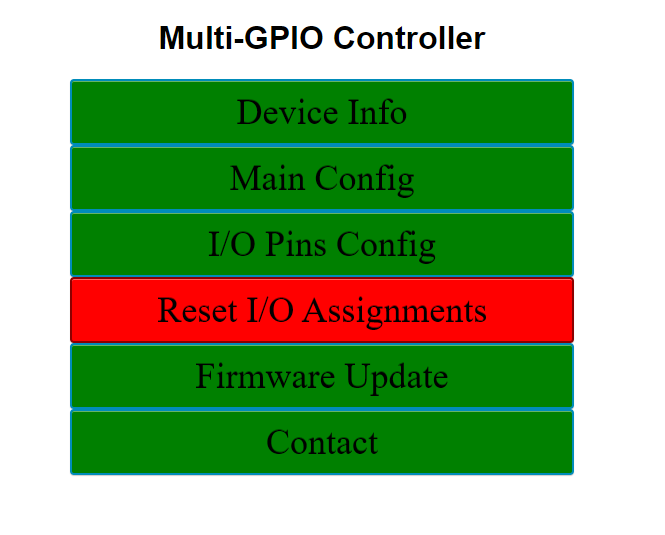 Multi-GPIO Controller
Device Info
Main Config
I/O Pins Config
Reset I/O Assignments
Firmware Update
Contact